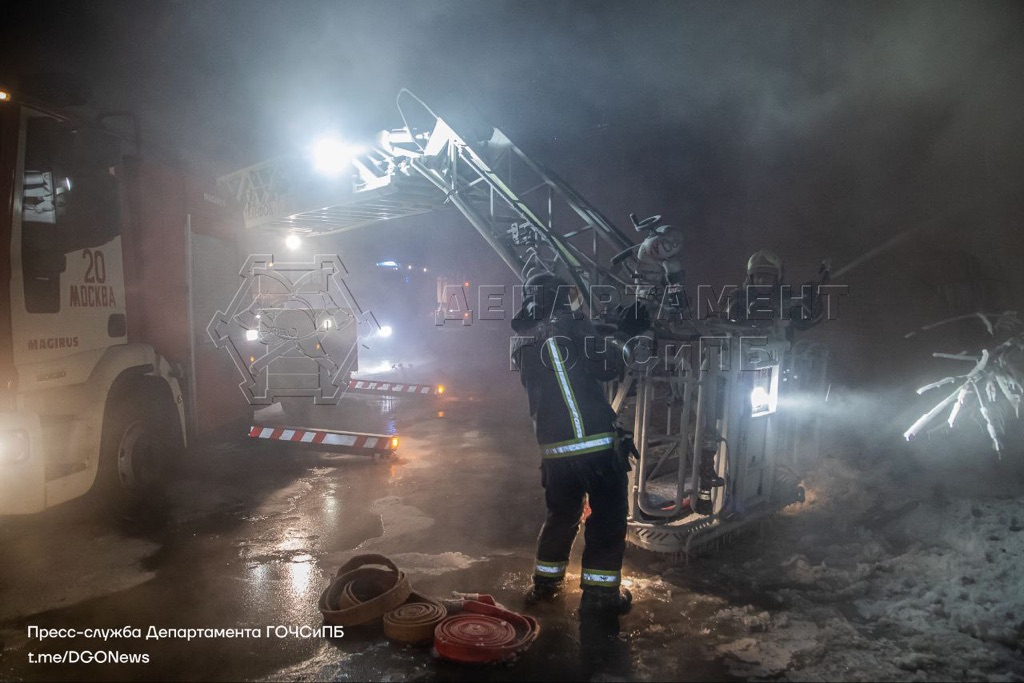 20
МОСКВА
MAGIRUS
ДЕПАРТАМЕНТ
ГОЧСиПБ
Пресс-служба Департамента ГОЧСиПБ
t.me/DGONews